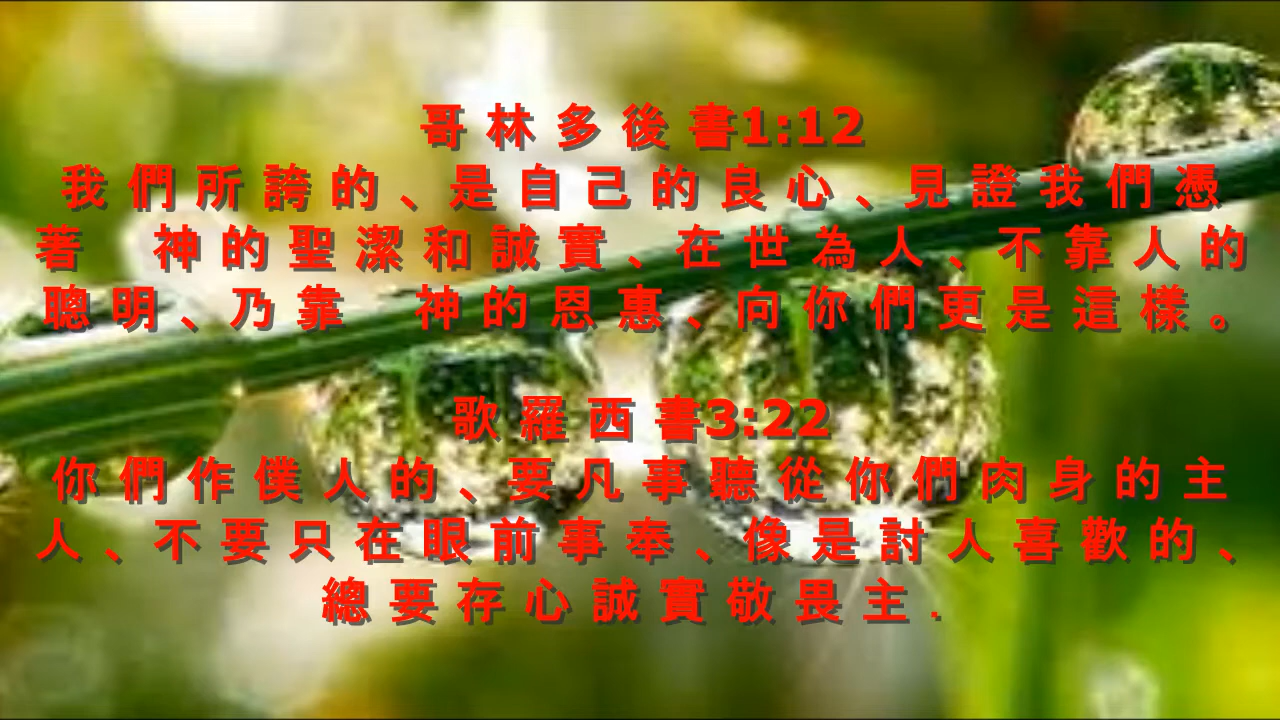 哥 林 多 後 書1:12
我 們 所 誇 的 、是 自 己 的 良 心 、見 證 我 們 憑
著 　神 的 聖 潔 和 誠 實 、在 世 為 人 、不 靠 人 的
聰 明 、乃 靠 　神 的 恩 惠 、向 你 們 更 是 這 樣 。
歌 羅 西 書3:22
你 們 作 僕 人 的 、要 凡 事 聽 從 你 們 肉 身 的 主
人 、不 要 只 在 眼 前 事 奉 、像 是 討 人 喜 歡 的 、
總 要 存 心 誠 實 敬 畏 主 .